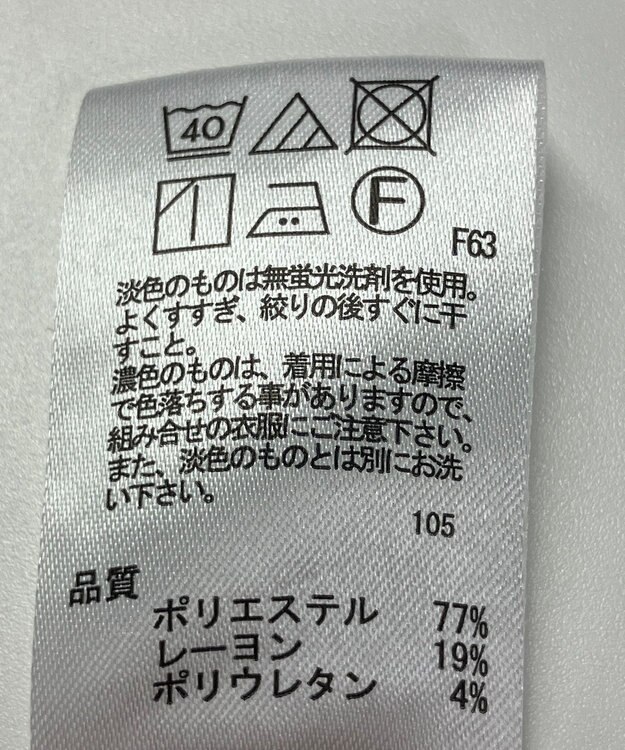 40
F
F63
淡色のものは無蛍光洗剤を使用。
よくすすぎ、絞りの後すぐに干
すこと。
濃色のものは、着用による摩擦
で色落ちする事がありますので、
組み合せの衣服にご注意下さい。
また、淡色のものとは別にお洗
い下さい。
105
品質
ポリエステル 77%
レーヨン 19%
ポリウレタン 4%